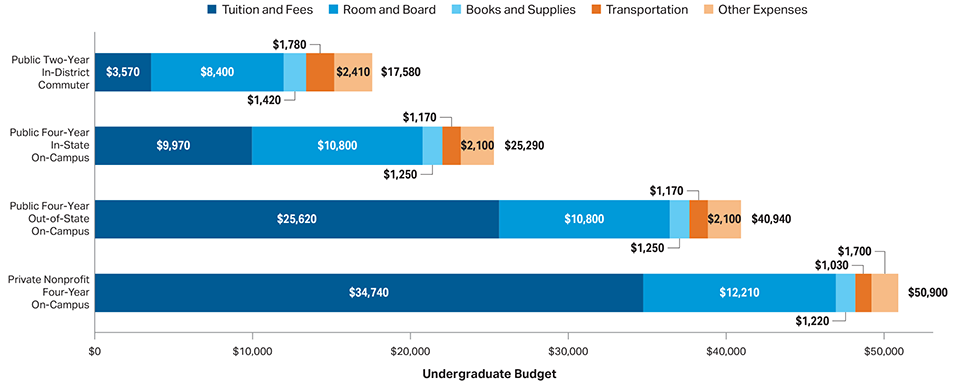 Tuition and Fees Room and Board Books and Supplies Transportation Other Expenses
Public Two-Year
In-District
Commuter
$3,570 $8,400 $1,420 $1,780 $2,410 $17,580
Public Four-Year
In-State
On-Campus
$9,970 $10,800 $1,250 $1,170 $2,100 $25,290
Public Four-Year
Out-of-State
On-Campus
$25,620 $10,800 $1,250 $1,170 $2,100 $40,940
Private Nonprofit
Four-Year
On-Campus
$34,740 $12,210 $1,220 $1,030 $1,700 $50,900
$0 $10,000 $20,000 $30,000 $40,000 $50,000
Undergraduate Budget